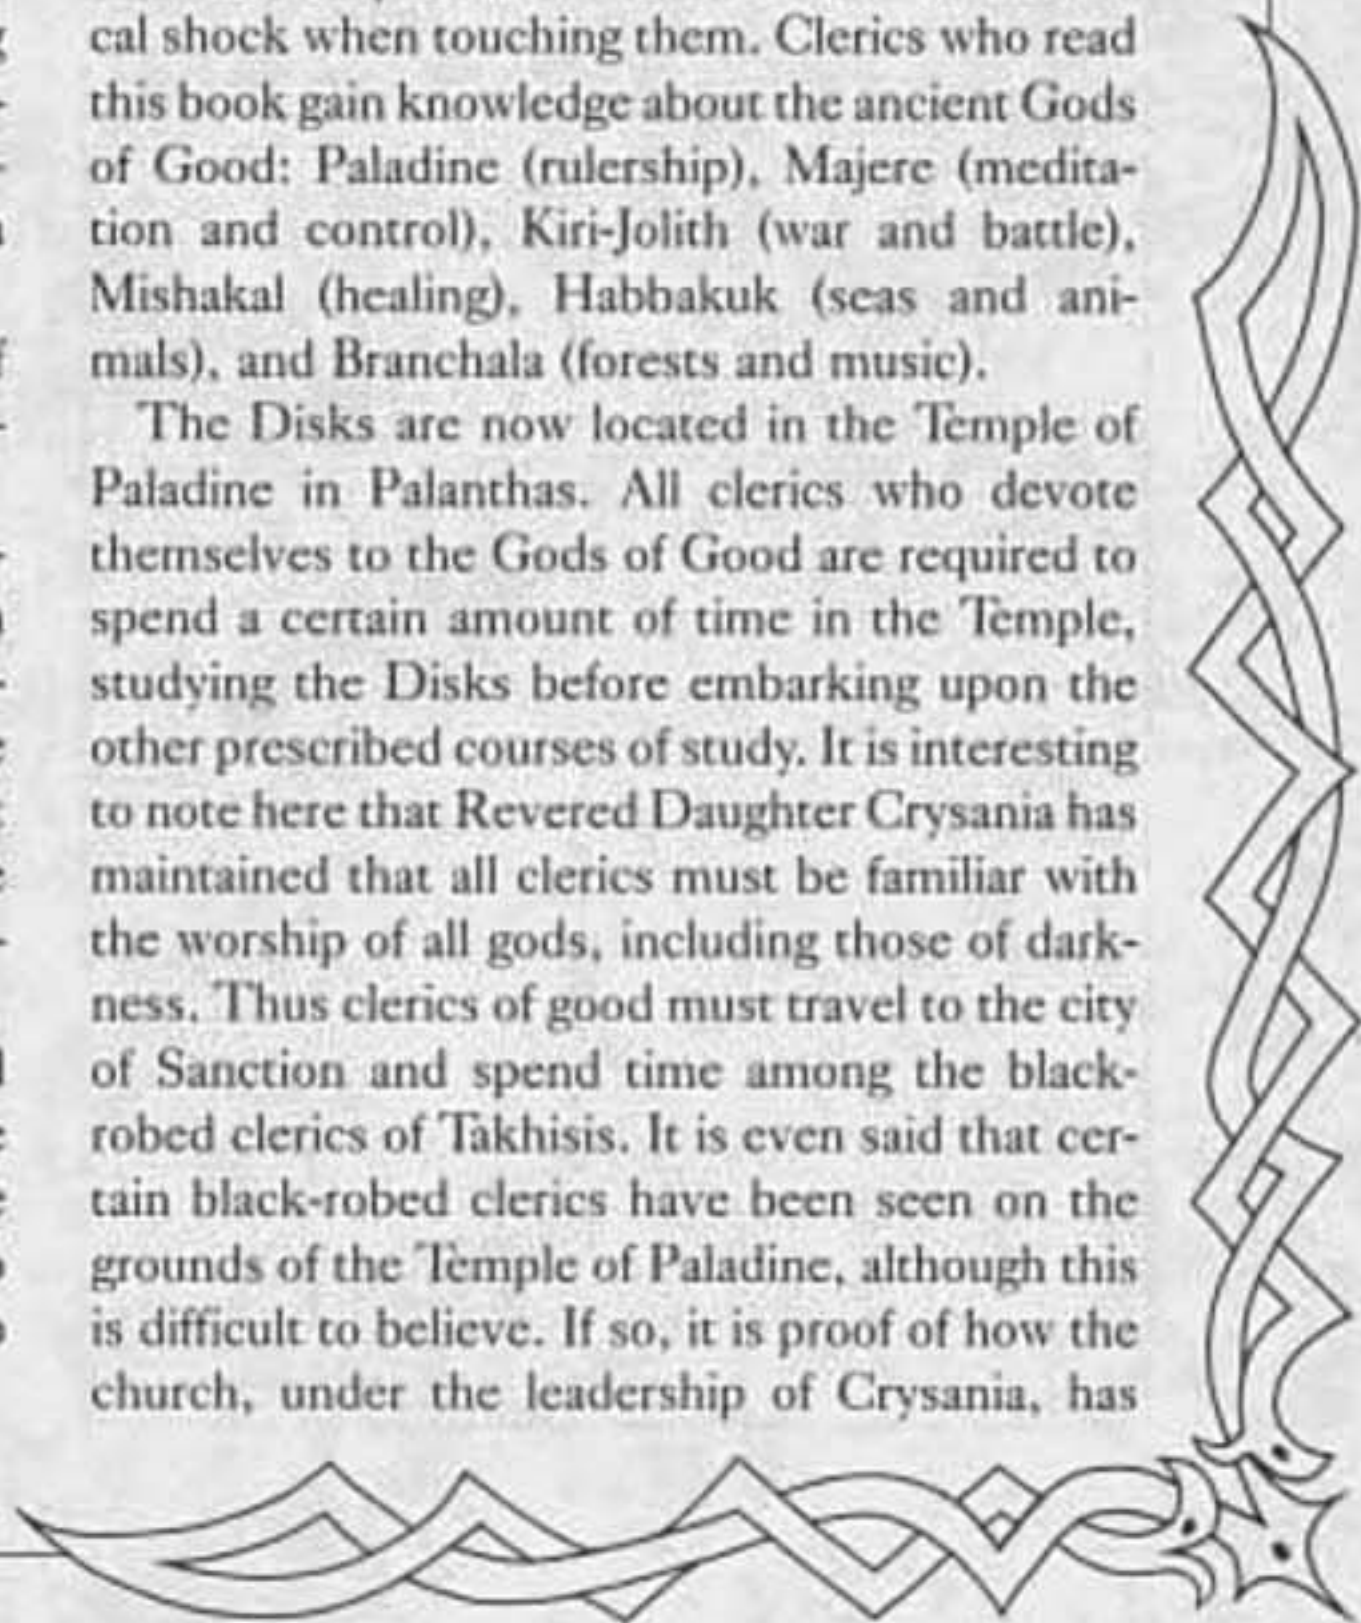 cal shock when touching them. Clerics who read
this book gain knowledge about the ancient Gods
of Good: Paladine (rulership), Majere (medita-
tion and control), Kiri-Jolith (war and battle),
Mishakal (healing), Habbakuk (seas and ani-
mals), and Branchala (forests and music).
The Disks are now located in the Temple of
Paladine in Palanthas. All clerics who devote
themselves to the Gods of Good are required to
spend a certain amount of time in the Temple,
studying the Disks before embarking upon the
other prescribed courses of study. It is interesting
to note here that Revered Daughter Crysania has
maintained that all clerics must be familiar with
the worship of all gods, including those of dark-
ness. Thus clerics of good must travel to the city
of Sanction and spend time among the black-
robed clerics of Takhisis. It is even said that cer-
tain black-robed clerics have been seen on the
grounds of the Temple of Paladine, although this
is difficult to believe. If so, it is proof of how the
church, under the leadership of Crysania, has